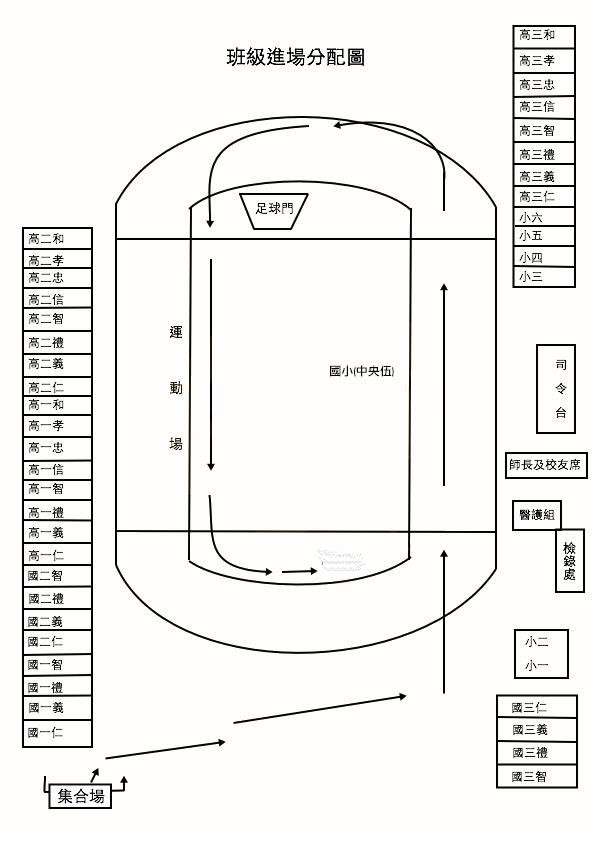 班級進場分配圖
高三和
高三孝
高三忠
高三信
高三智
高三禮
高三義
高三仁
小六
小五
小四
小三
足球門
高二和
高二孝
高二忠
高二信
高二智
高二禮
高二義
高二仁
高一和
高一孝
高一忠
高一信
高一智
高一禮
高一義
高一仁
國二智
國二禮
國二義
國二仁
國一智
國一禮
國一義
國一仁
運動場
國小(中央伍)
司令台
師長及校友席
醫護組
檢錄處
小二
小一
國三仁
國三義
國三禮
國三智
集合場